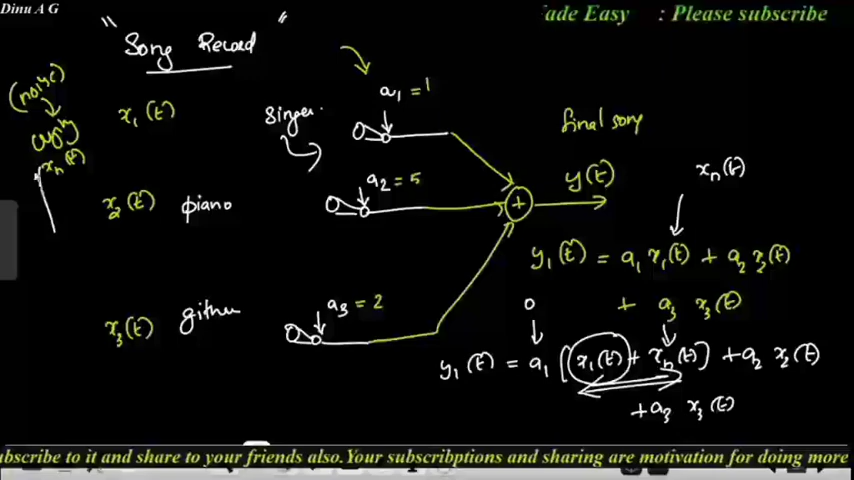 Dinu A G
ade Easy : Please subscribe
" Song Record "
(noise)
x₁(t)
a₁ = 1
Singer.
final song
xₙ(t)
a₂ = 5
y(t)
xₙ(t)
x₂(t) piano
y₁(t) = a₁ x₁(t) + a₂ x₂(t)
+ a₃ x₃(t)
a₃ = 2
0
x₃(t) githu
y₁(t) = a₁ [x₁(t) + xₙ(t)] + a₂ x₂(t)
+a₃ x₃(t)
ubscribe to it and share to your friends also.Your subscribptions and sharing are motivation for doing more